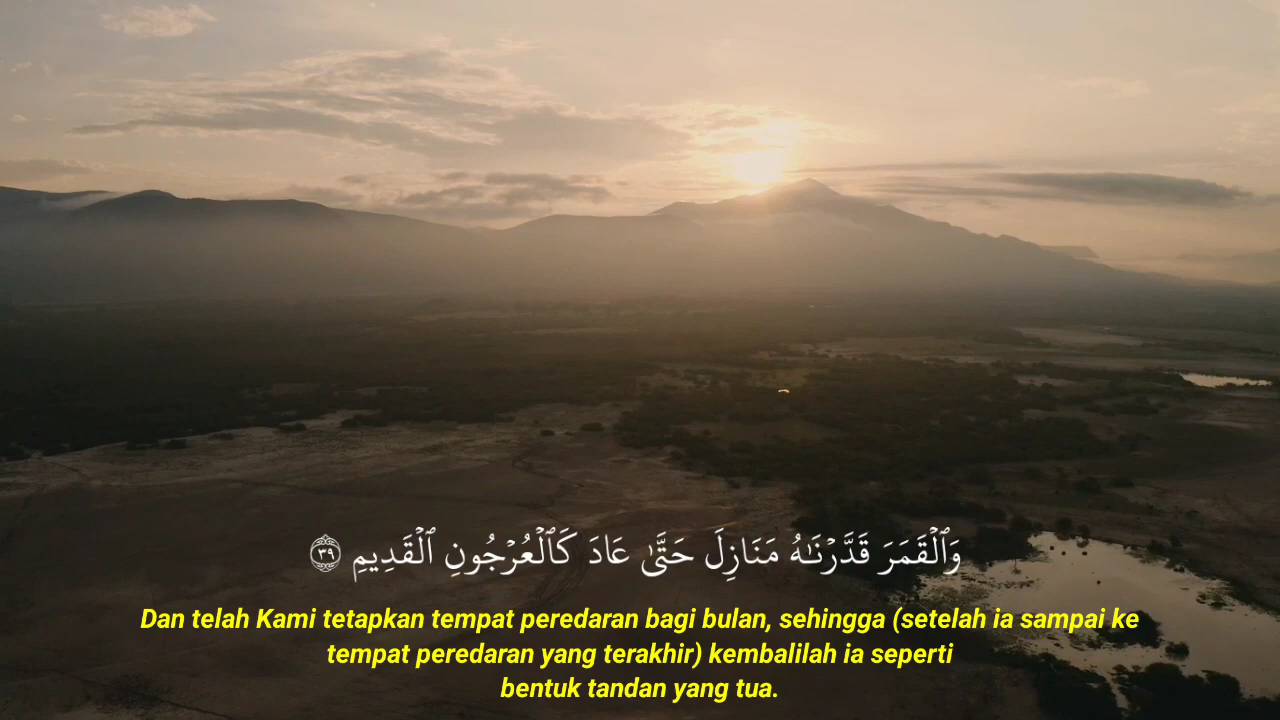 وَٱلْقَمَرَ قَدَّرْنَـٰهُ مَنَازِلَ حَتَّىٰ عَادَ كَٱلْعُرْجُونِ ٱلْقَدِيمِ ٣٩
Dan telah Kami tetapkan tempat peredaran bagi bulan, sehingga (setelah ia sampai ke
tempat peredaran yang terakhir) kembalilah ia seperti
bentuk tandan yang tua.